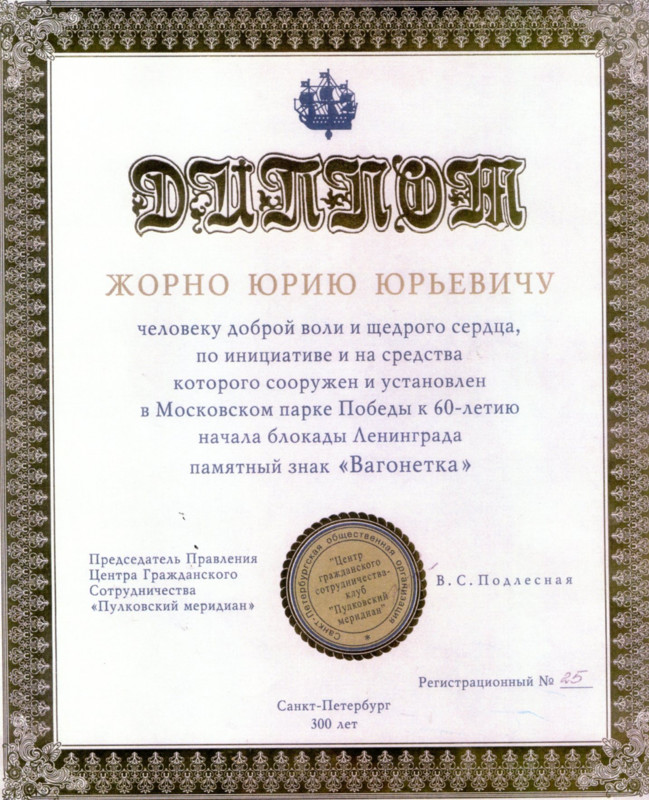 ДИПЛОМ
ЖОРНО ЮРИЮ ЮРЬЕВИЧУ
человеку доброй воли и щедрого сердца,
по инициативе и на средства
которого сооружен и установлен
в Московском парке Победы к 60-летию
начала блокады Ленинграда
памятный знак «Вагонетка»
Председатель Правления
Центра Гражданского
Сотрудничества
«Пулковский меридиан»
Санкт-Петербургская общественная организация
"Центр
гражданского
сотрудничества-
клуб
"Пулковский
меридиан"
В. С. Подлесная
Регистрационный № 25
Санкт-Петербург
300 лет